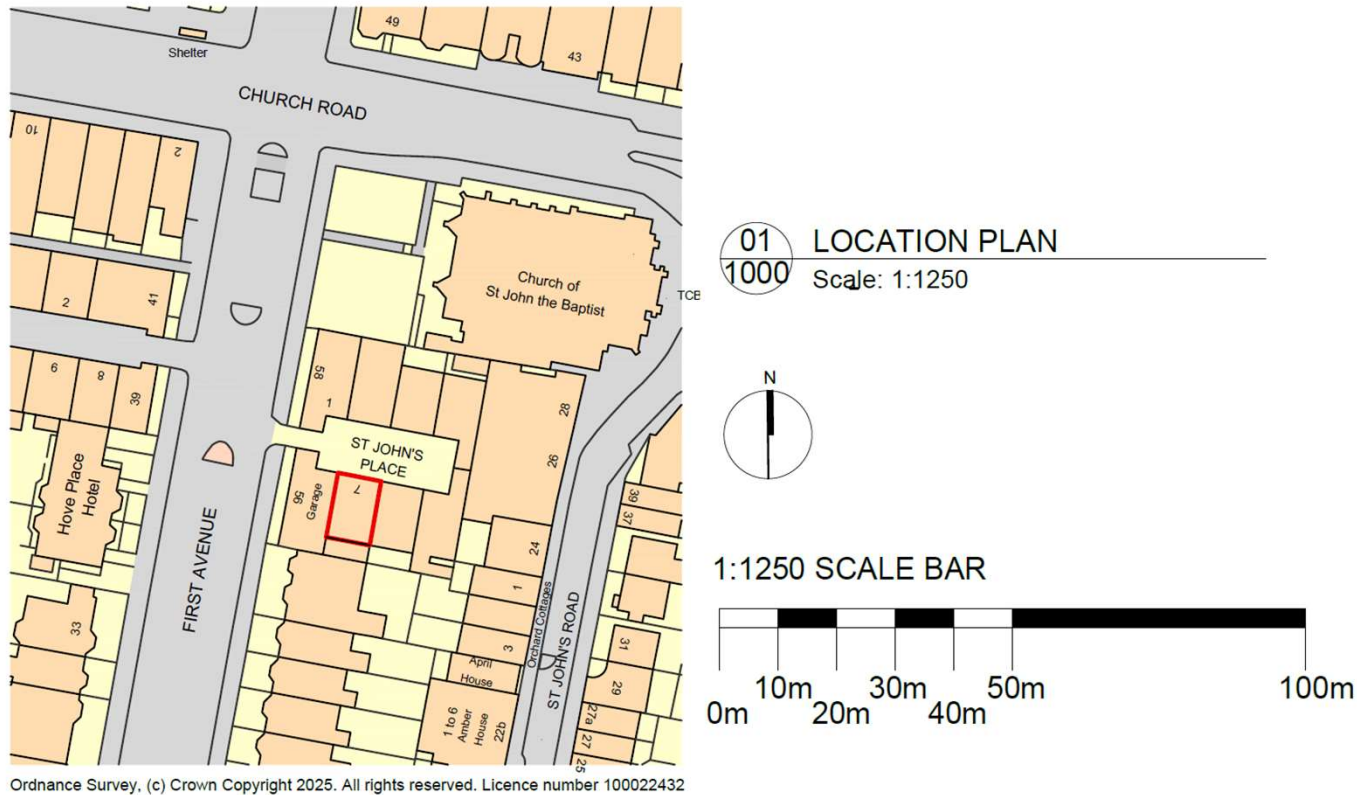 49
43
Shelter
CHURCH ROAD
10
2
Church of
St John the Baptist
TCB
2
41
58
1
9
8
39
28
26
ST JOHN'S
PLACE
7
56
Garage
Hove Place
Hotel
FIRST AVENUE
39
37
24
1
3
Orchard Cottages
April
House
ST JOHN'S ROAD
33
31
29
27a
27
25
1 to 6
Amber
House
22b
01
1000
LOCATION PLAN
Scale: 1:1250
N
1:1250 SCALE BAR
0m
10m
20m
30m
40m
50m
100m
Ordnance Survey, (c) Crown Copyright 2025. All rights reserved. Licence number 100022432